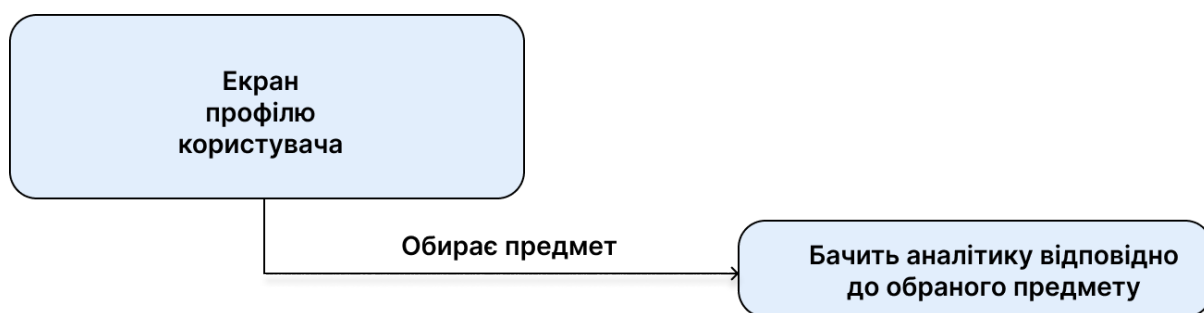 Екран
профілю
користувача
Обирає предмет
Бачить аналітику відповідно
до обраного предмету